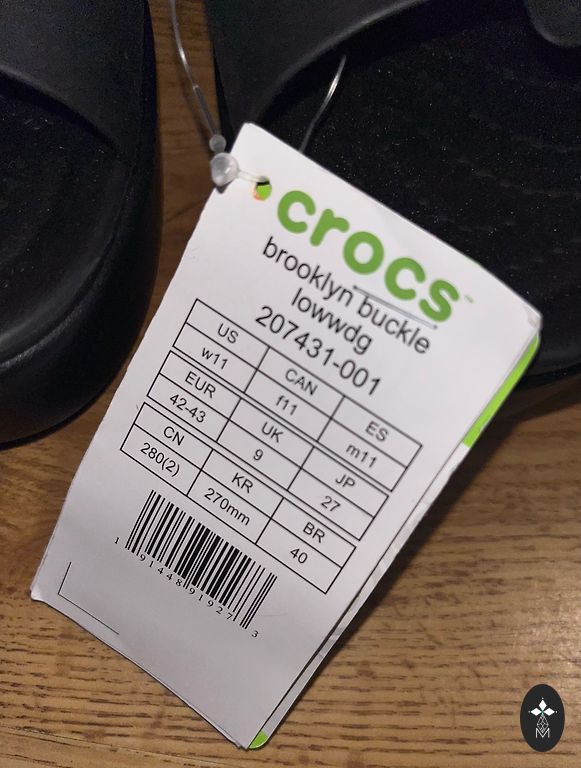 crocs™
brooklyn buckle
lowwdg
207431-001
US CAN ES
w11 f11 m11
EUR UK JP
42-43 9 27
CN KR BR
280(2) 270mm 40
1 91448 91927 3
M